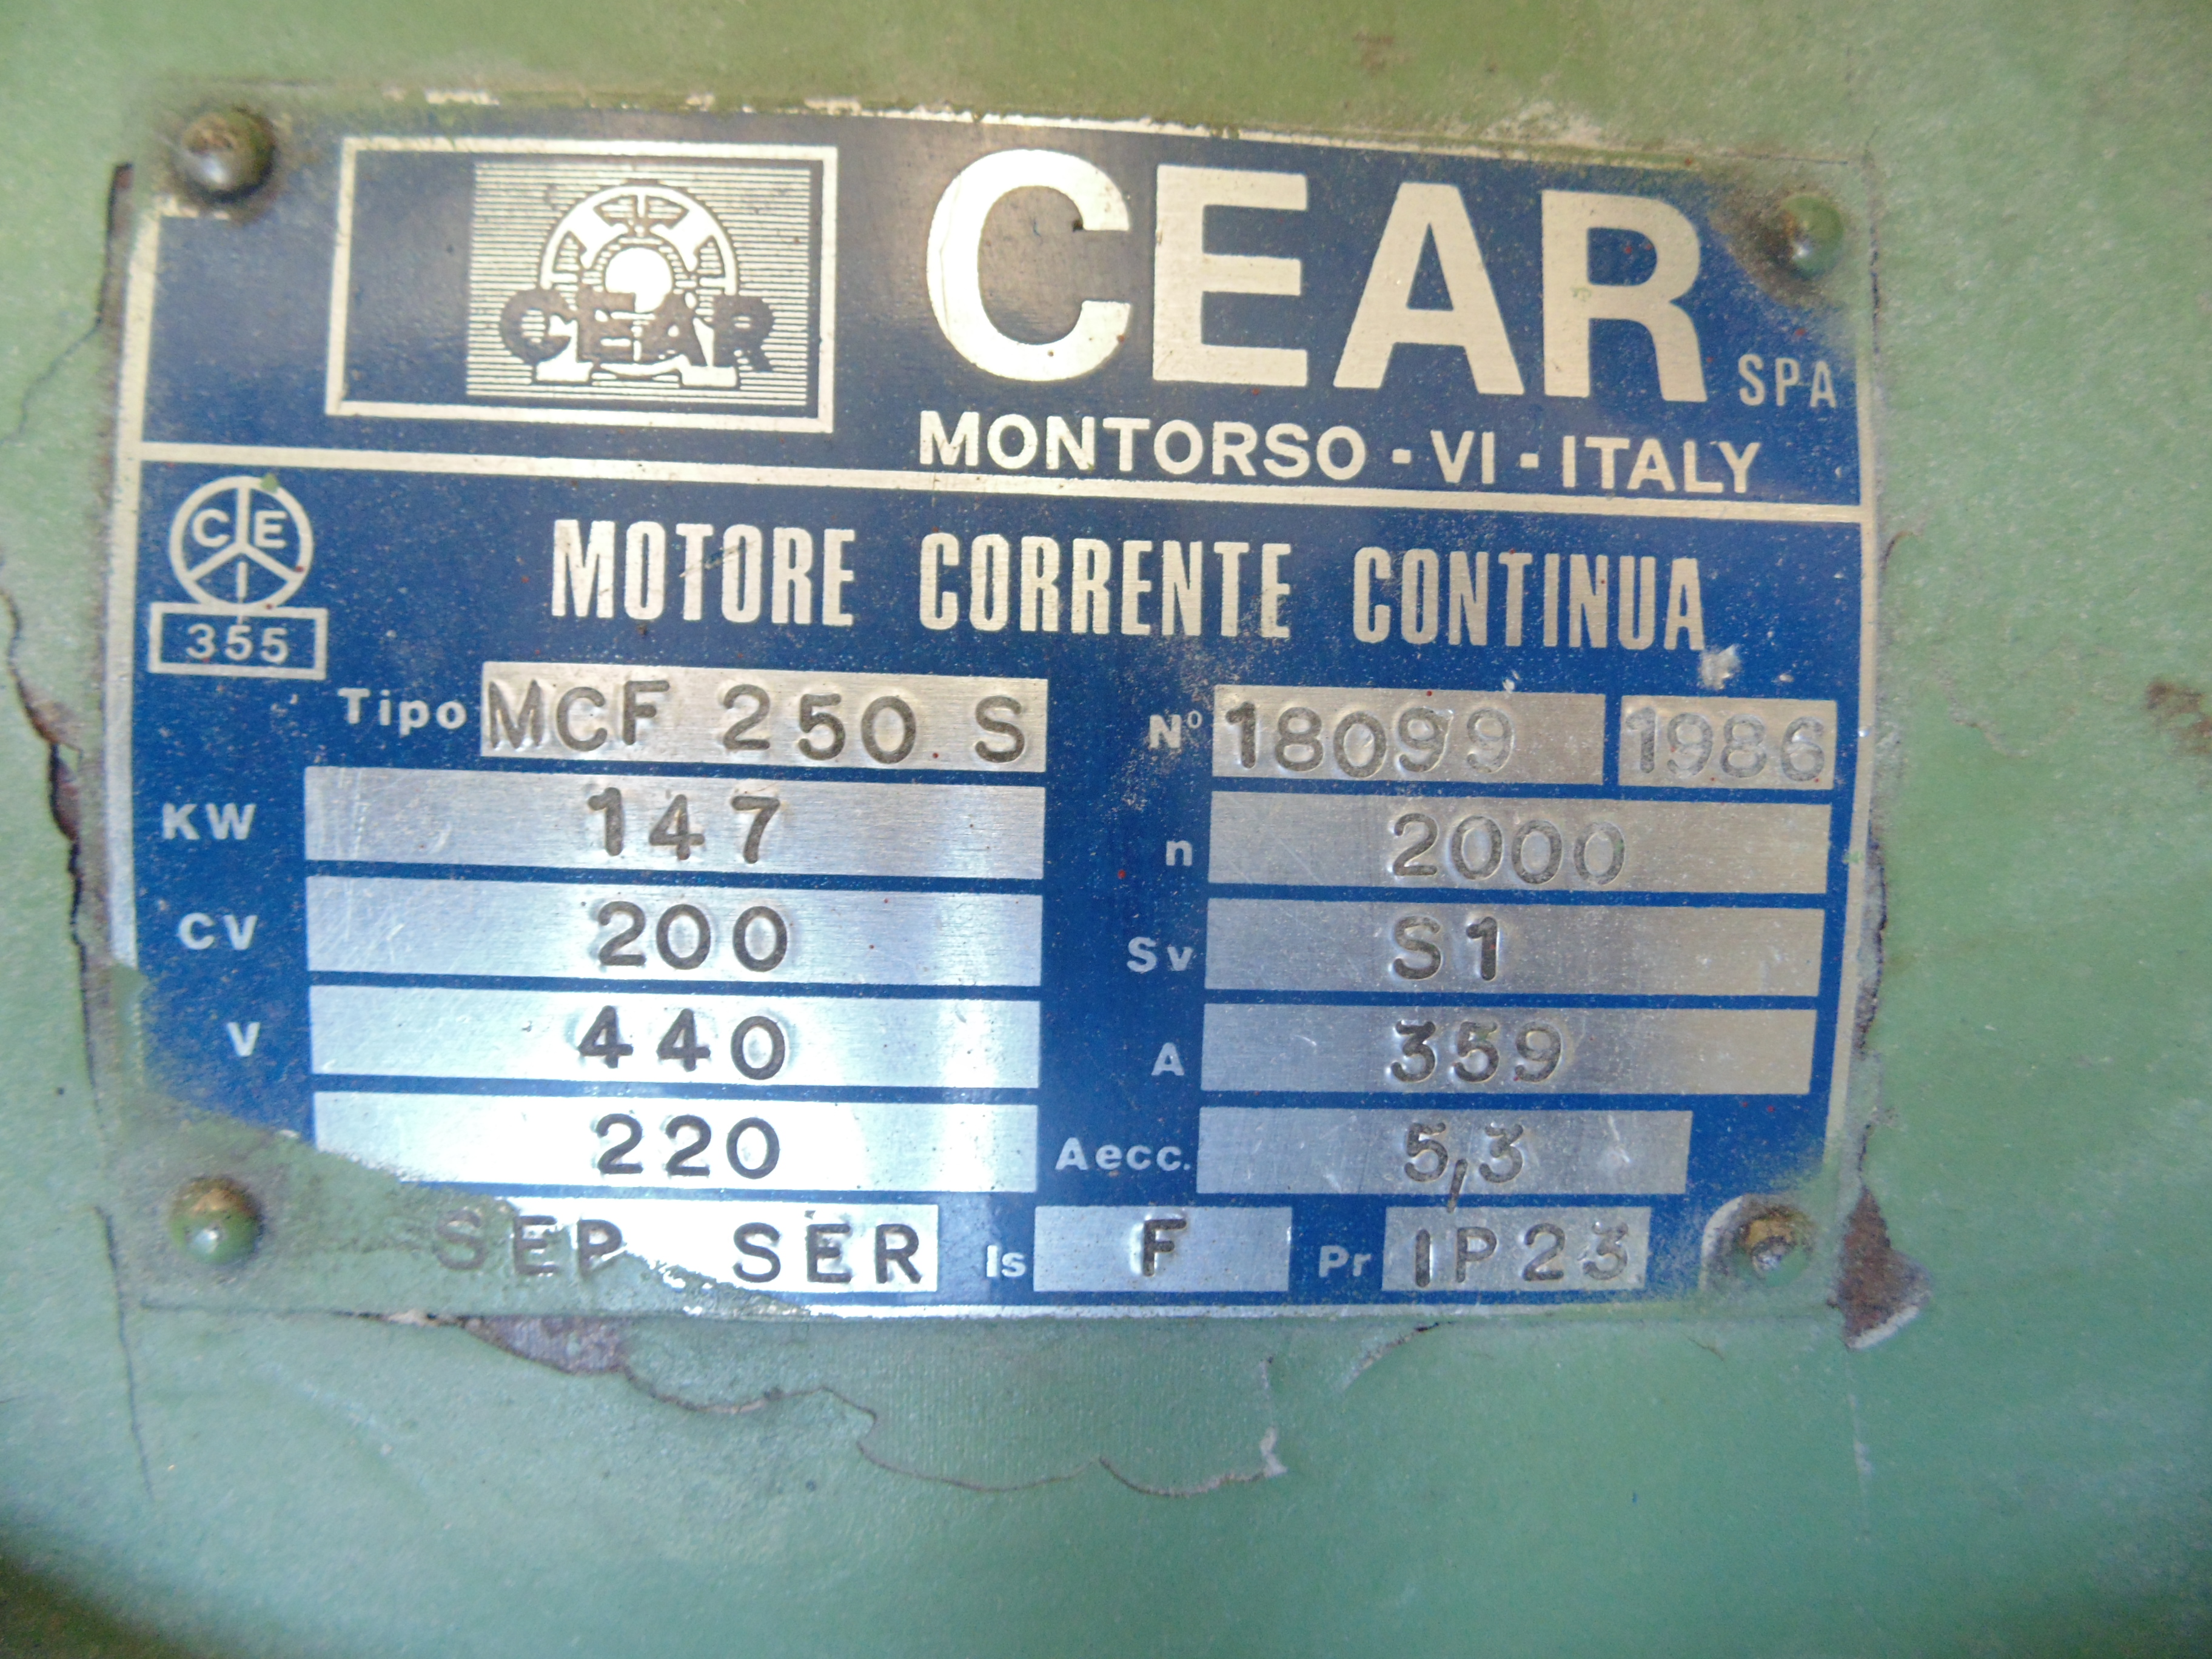 CEAR
CEAR SPA
MONTORSO - VI - ITALY
CEI
355
MOTORE CORRENTE CONTINUA
Tipo MCF 250 S Nº 18099 1986
KW 147 n 2000
CV 200 Sv S1
V 440 A 359
220 Aecc. 5,3
SEP SER Is F Pr IP23